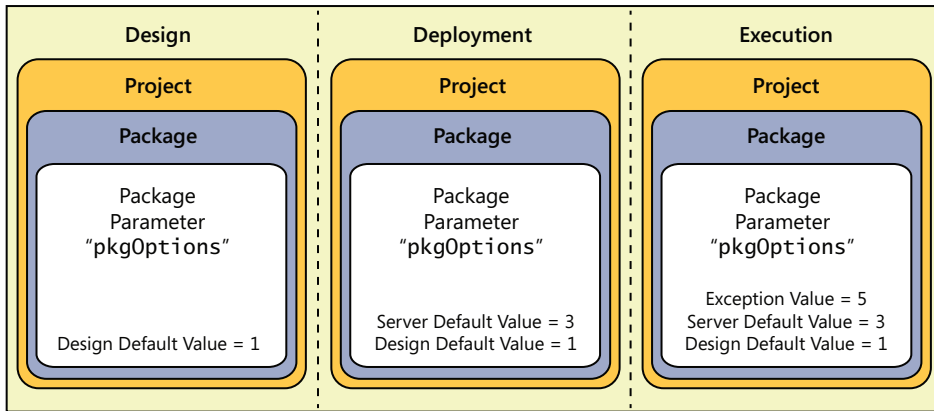 Design
Project
Package
Package
Parameter
"pkgOptions"
Design Default Value = 1
Deployment
Project
Package
Package
Parameter
"pkgOptions"
Server Default Value = 3
Design Default Value = 1
Execution
Project
Package
Package
Parameter
"pkgOptions"
Exception Value = 5
Server Default Value = 3
Design Default Value = 1